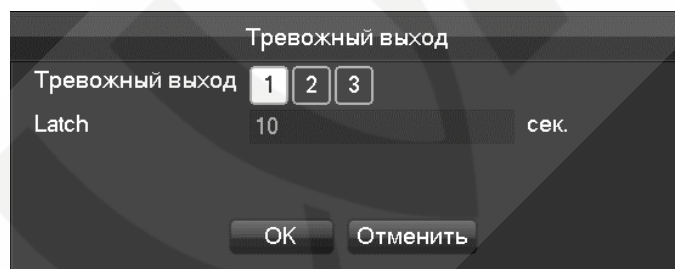 Тревожный выход
Тревожный выход 1 2 3
Latch 10 сек.
OK Отменить